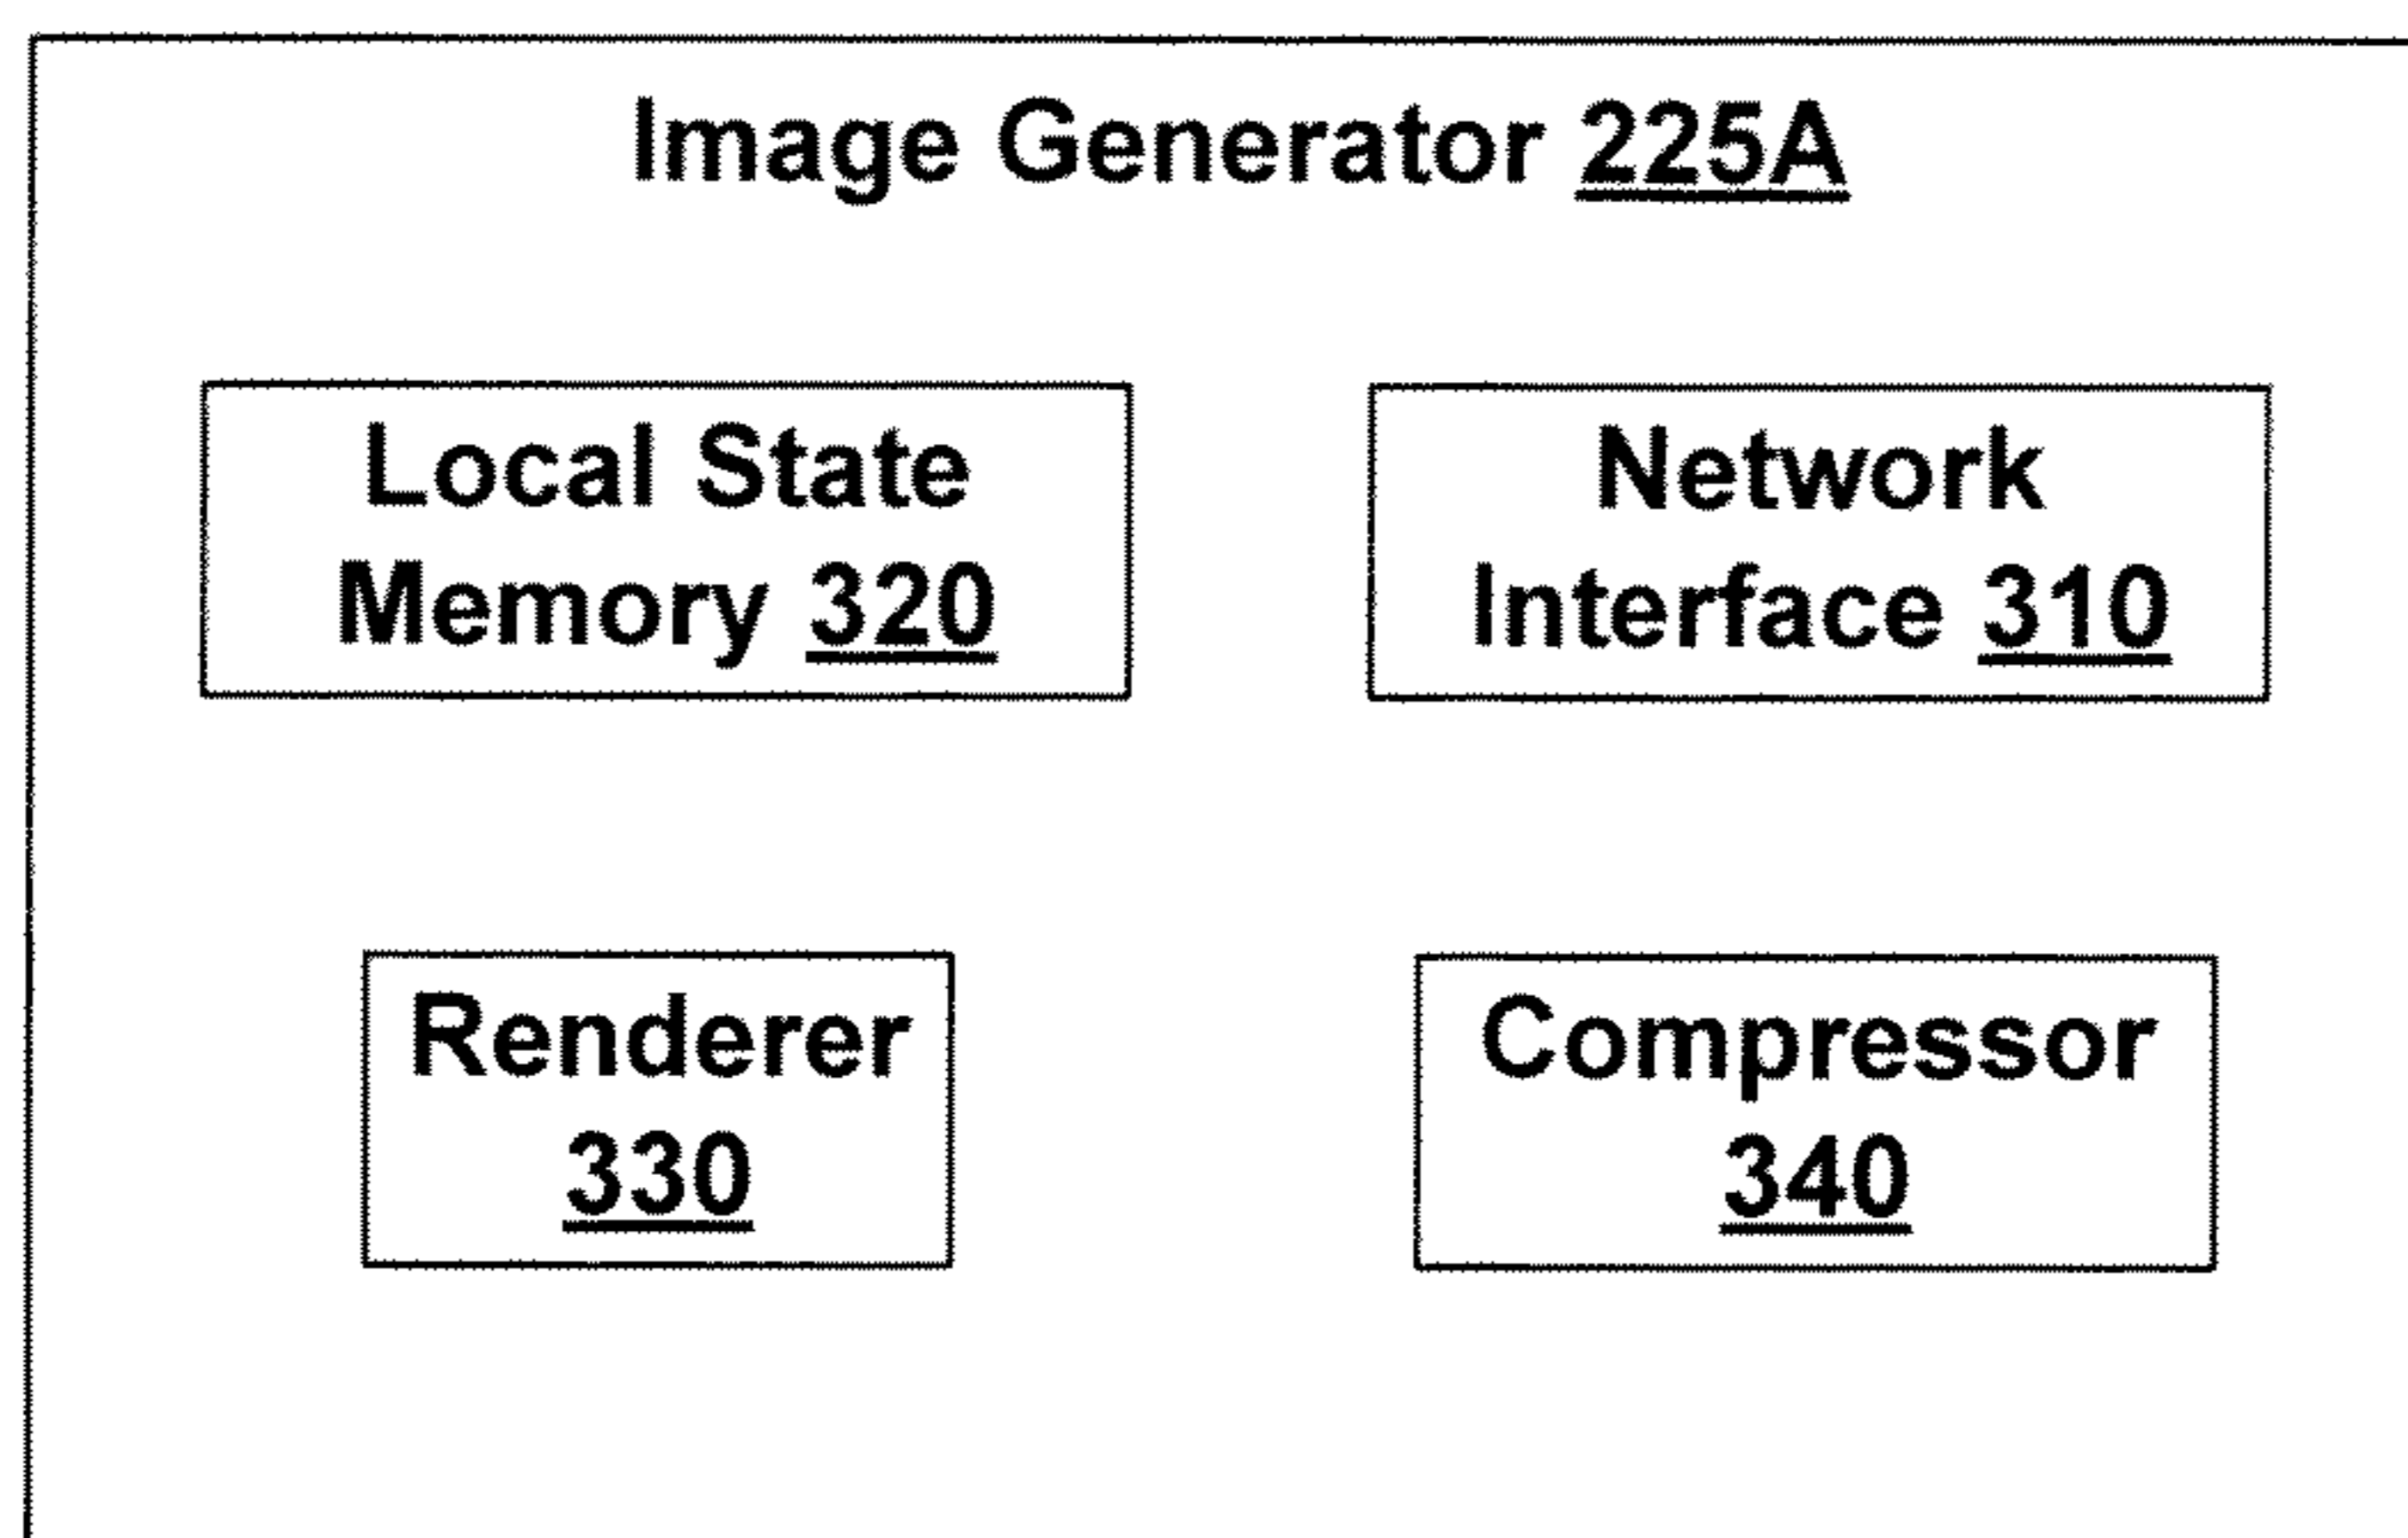 Image Generator 225A
Local State
Memory 320
Network
Interface 310
Renderer
330
Compressor
340